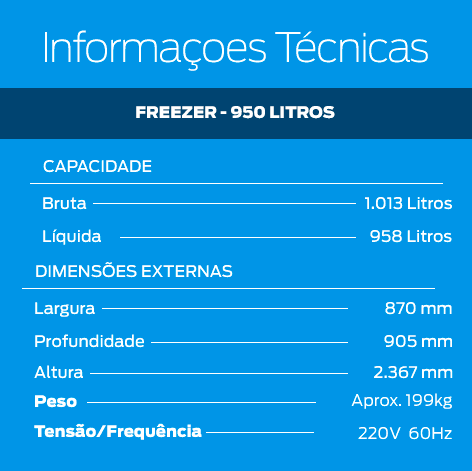 Informaçoes Técnicas
FREEZER - 950 LITROS
CAPACIDADE
Bruta 1.013 Litros
Líquida 958 Litros
DIMENSÕES EXTERNAS
Largura 870 mm
Profundidade 905 mm
Altura 2.367 mm
Peso Aprox. 199kg
Tensão/Frequência 220V 60Hz